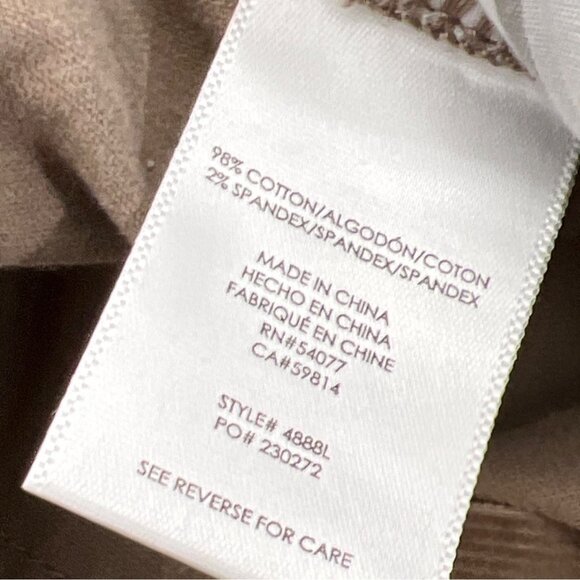 98% COTTON/ALGODÓN/COTON
2% SPANDEX/SPANDEX/SPANDEX
MADE IN CHINA
HECHO EN CHINA
FABRIQUÉ EN CHINE
RN#54077
CA#59814
STYLE# 4888L
PO# 230272
SEE REVERSE FOR CARE